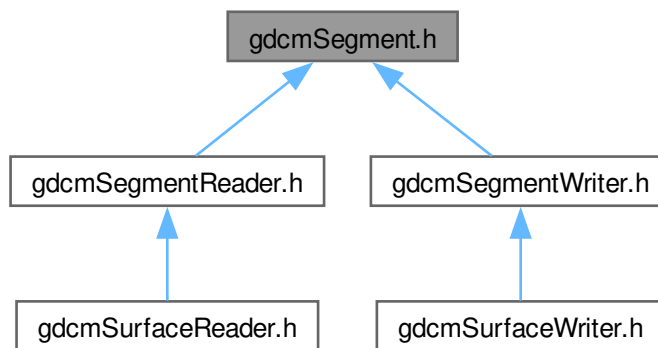 gdcmSegment.h
gdcmSegmentReader.h
gdcmSegmentWriter.h
gdcmSurfaceReader.h
gdcmSurfaceWriter.h